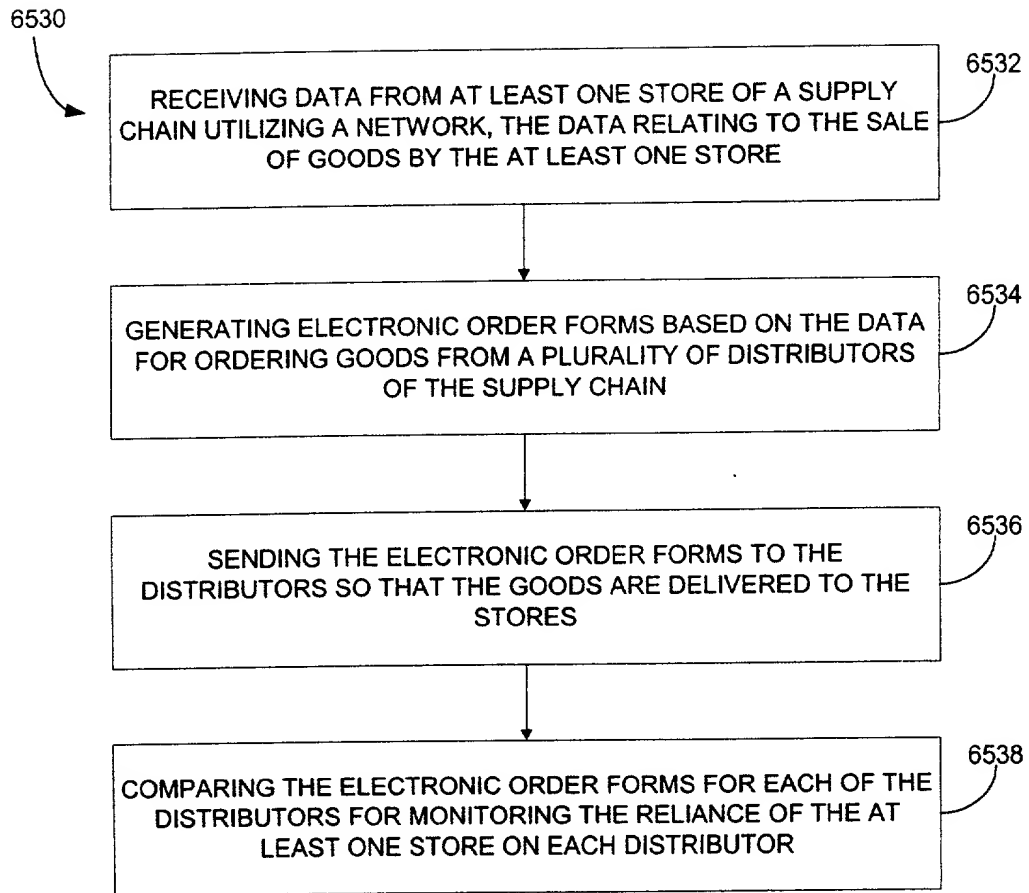 6530
6532
RECEIVING DATA FROM AT LEAST ONE STORE OF A SUPPLY
CHAIN UTILIZING A NETWORK, THE DATA RELATING TO THE SALE
OF GOODS BY THE AT LEAST ONE STORE
6534
GENERATING ELECTRONIC ORDER FORMS BASED ON THE DATA
FOR ORDERING GOODS FROM A PLURALITY OF DISTRIBUTORS
OF THE SUPPLY CHAIN
6536
SENDING THE ELECTRONIC ORDER FORMS TO THE
DISTRIBUTORS SO THAT THE GOODS ARE DELIVERED TO THE
STORES
6538
COMPARING THE ELECTRONIC ORDER FORMS FOR EACH OF THE
DISTRIBUTORS FOR MONITORING THE RELIANCE OF THE AT
LEAST ONE STORE ON EACH DISTRIBUTOR